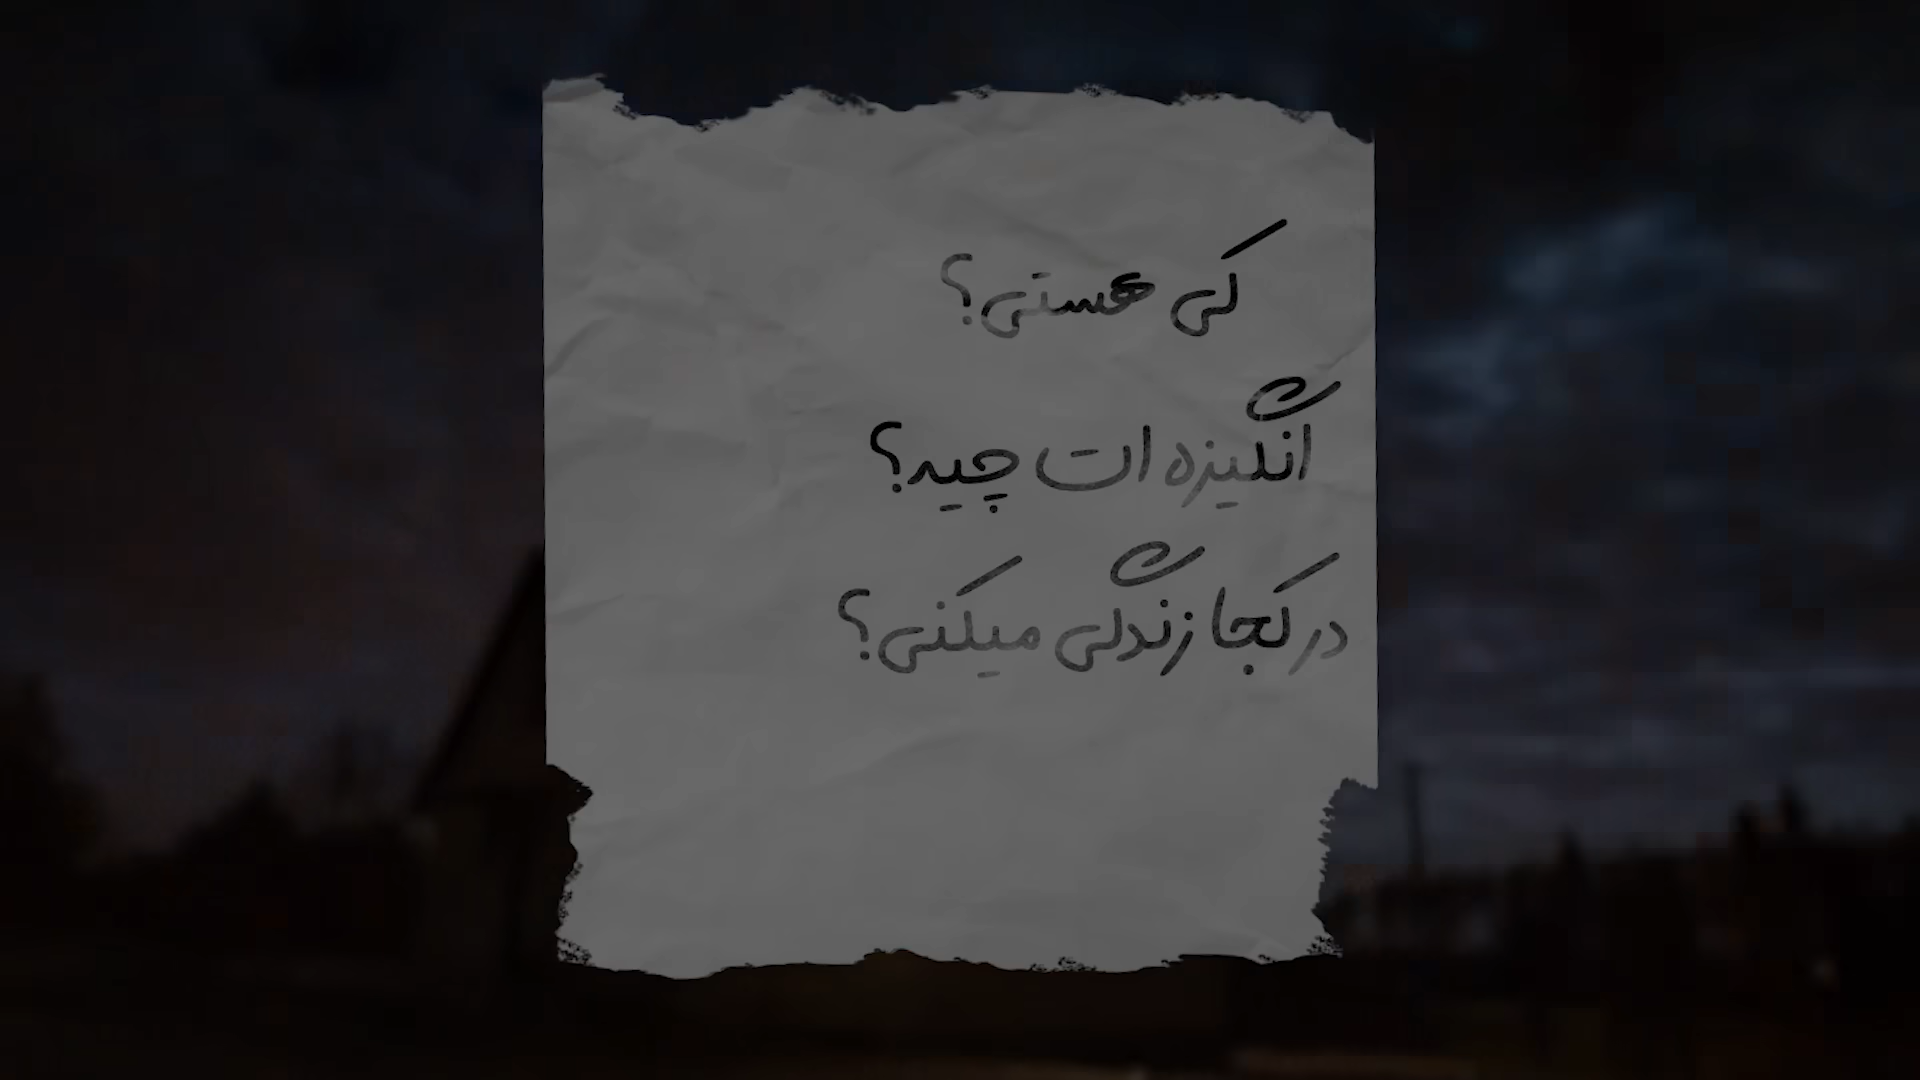 کی هستی؟
انگیزه ات چیه؟
در کجا زندگی میکنی؟